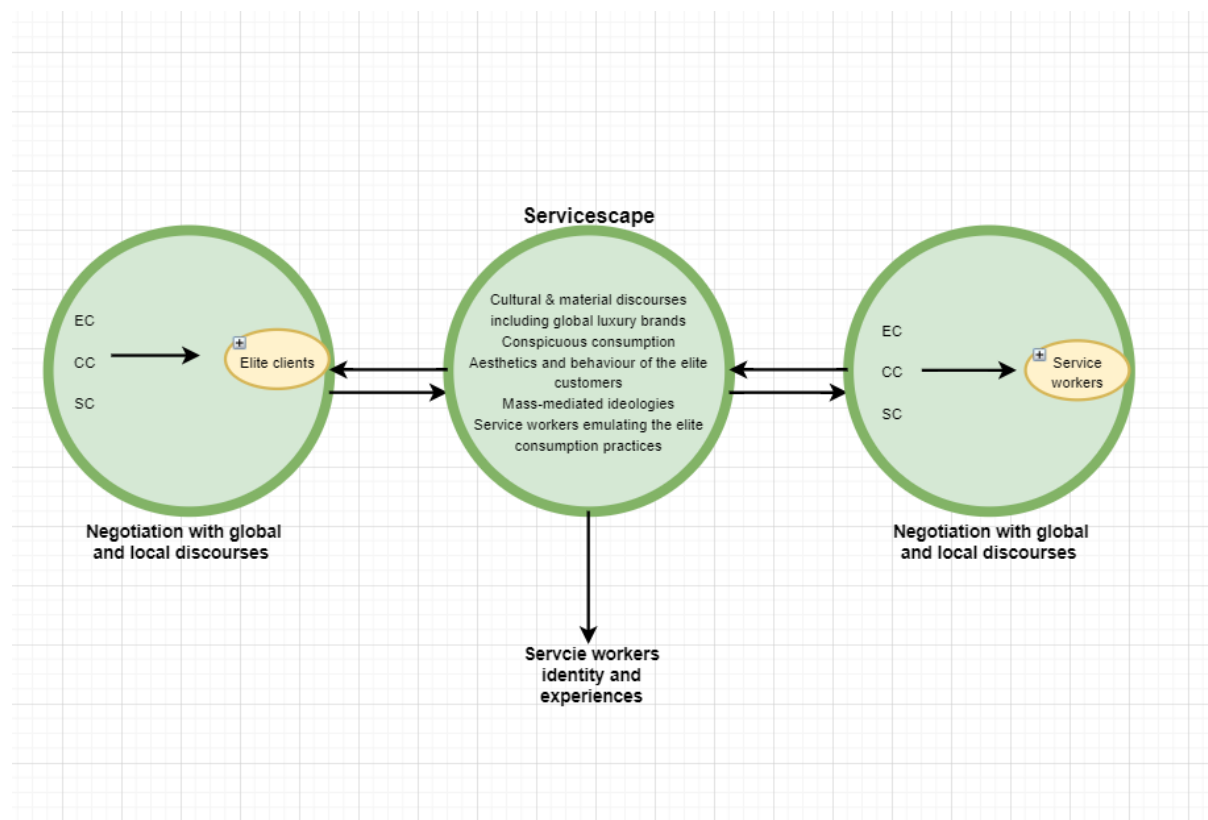 Servicescape
EC
CC
SC
Elite clients
Negotiation with global
and local discourses
Cultural & material discourses
including global luxury brands
Conspicuous consumption
Aesthetics and behaviour of the elite
customers
Mass-mediated ideologies
Service workers emulating the elite
consumption practices
EC
CC
SC
Service
workers
Negotiation with global
and local discourses
Servcie workers
identity and
experiences